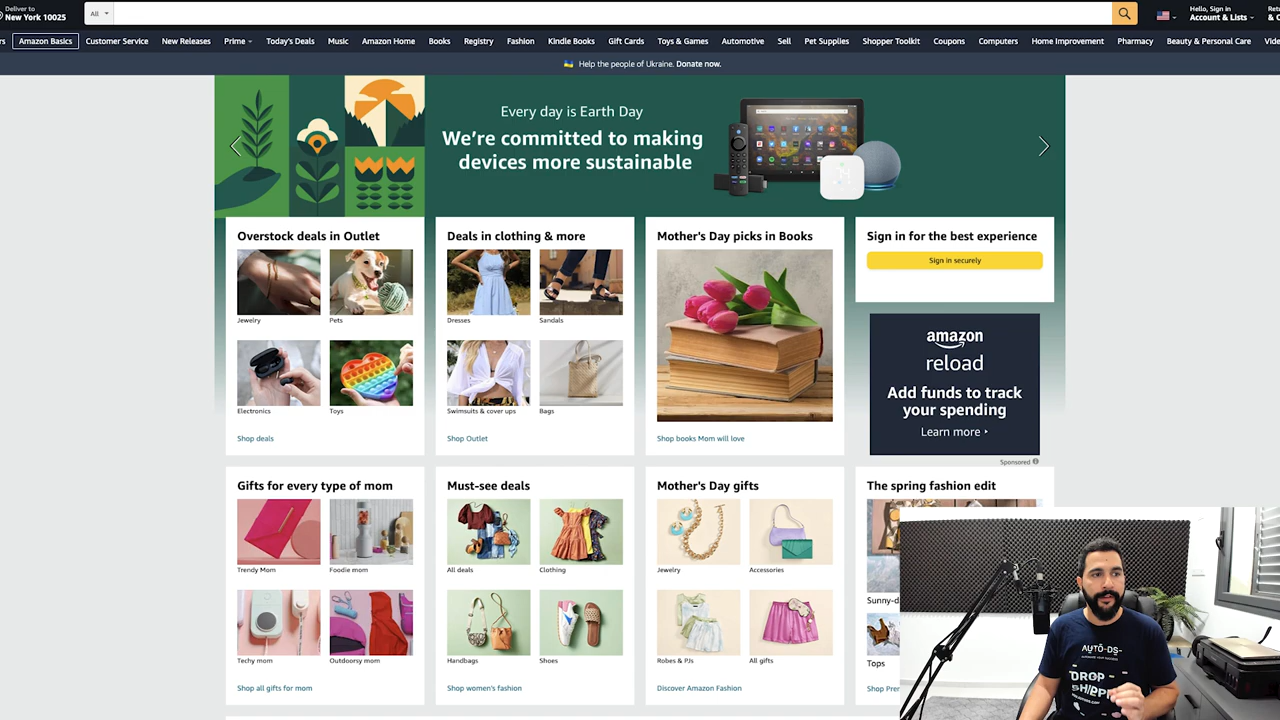 Deliver to
New York 10025
All
Hello, Sign in
Account & Lists
Amazon Basics
Customer Service
New Releases
Prime
Today's Deals
Music
Amazon Home
Books
Registry
Fashion
Kindle Books
Gift Cards
Toys & Games
Automotive
Sell
Pet Supplies
Shopper Toolkit
Coupons
Computers
Home Improvement
Pharmacy
Beauty & Personal Care
Help the people of Ukraine. Donate now.
Every day is Earth Day
We're committed to making
devices more sustainable
Overstock deals in Outlet
Jewelry
Pets
Electronics
Toys
Shop deals
Deals in clothing & more
Dresses
Sandals
Swimsuits & cover ups
Bags
Shop Outlet
Mother's Day picks in Books
Shop books Mom will love
Sign in for the best experience
Sign in securely
amazon
reload
Add funds to track
your spending
Learn more
Sponsored
Gifts for every type of mom
Trendy Mom
Foodie mom
Techy mom
Outdoorsy mom
Shop all gifts for mom
Must-see deals
All deals
Clothing
Handbags
Shoes
Shop women's fashion
Mother's Day gifts
Jewelry
Accessories
Robes & PJs
All gifts
Discover Amazon Fashion
The spring fashion edit
Tops
AUTO-DS
DROP